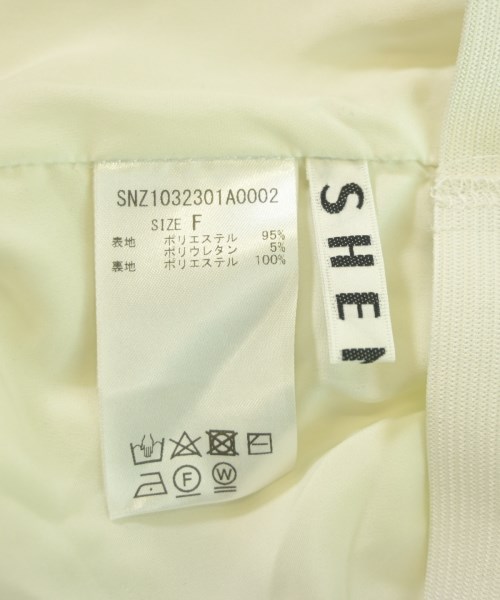 SNZ1032301A0002
SIZE F
表地 ポリエステル 95%
ポリウレタン 5%
裏地 ポリエステル 100%
F W
SHE